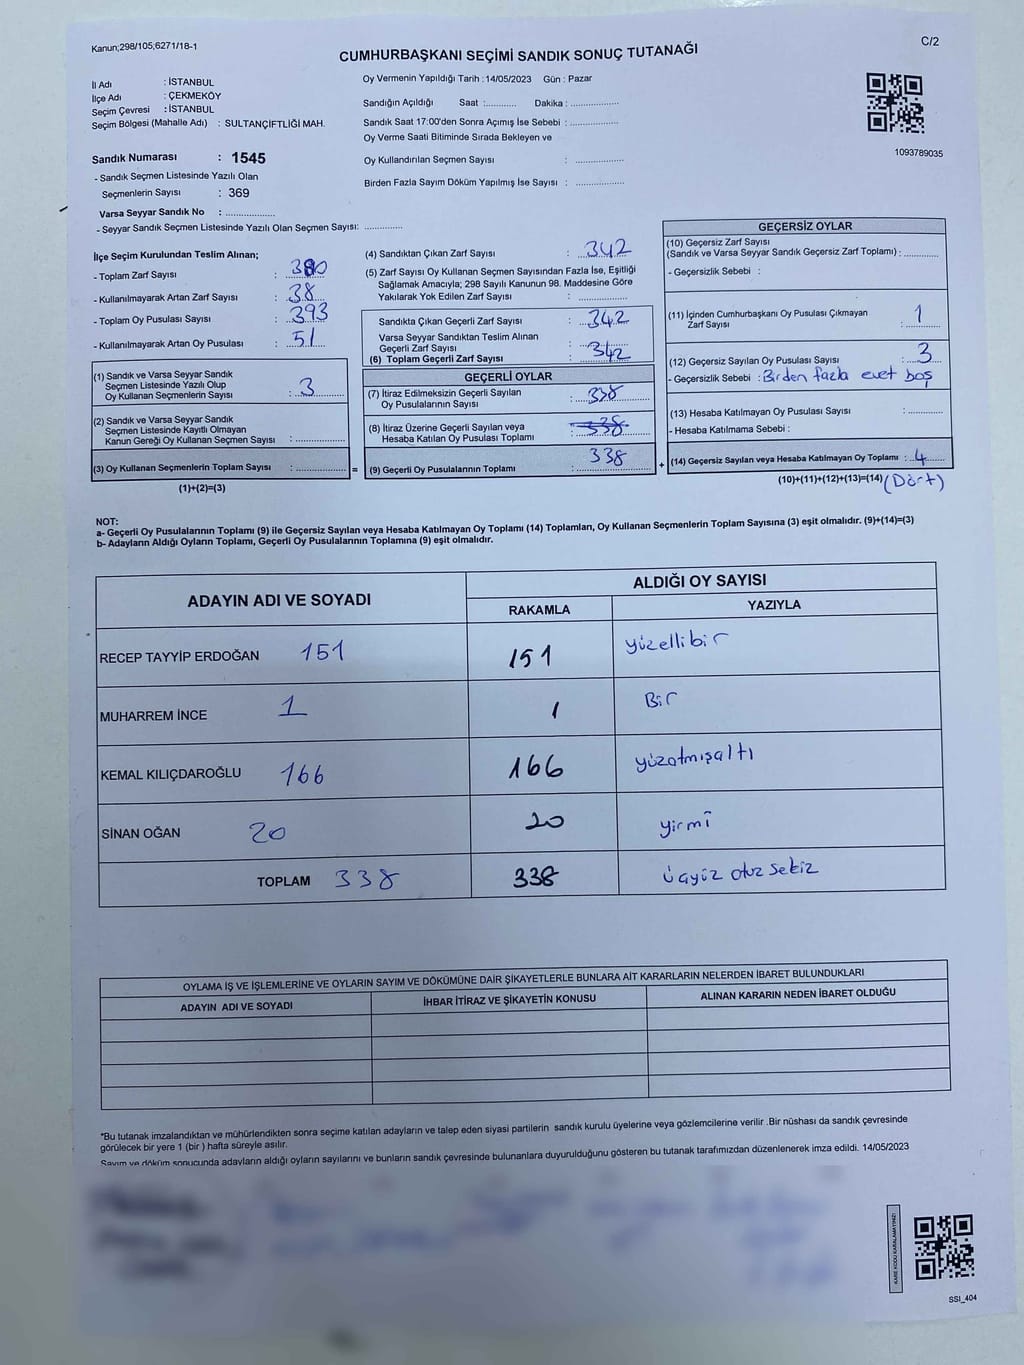 Kanun;298/105;6271/18-1
C/2
CUMHURBAŞKANI SEÇİMİ SANDIK SONUÇ TUTANAĞI
İl Adı : İSTANBUL
İlçe Adı : ÇEKMEKÖY
Seçim Çevresi : İSTANBUL
Seçim Bölgesi (Mahalle Adı) : SULTANÇİFTLİĞİ MAH.
Sandık Numarası : 1545
- Sandık Seçmen Listesinde Yazılı Olan
Seçmenlerin Sayısı : 369
Varsa Seyyar Sandık No : ..................
- Seyyar Sandık Seçmen Listesinde Yazılı Olan Seçmen Sayısı: .............
Oy Vermenin Yapıldığı Tarih :14/05/2023 Gün : Pazar
Sandığın Açıldığı Saat :........... Dakika : .................
Sandık Saat 17:00'den Sonra Açımış İse Sebebi : .................
Oy Verme Saati Bitiminde Sırada Bekleyen ve
Oy Kullandırılan Seçmen Sayısı : .................
Birden Fazla Sayım Döküm Yapılmış İse Sayısı : .................
1093789035
İlçe Seçim Kurulundan Teslim Alınan;
- Toplam Zarf Sayısı : 380
- Kullanılmayarak Artan Zarf Sayısı : 38
- Toplam Oy Pusulası Sayısı : 393
- Kullanılmayarak Artan Oy Pusulası : 51
(1) Sandık ve Varsa Seyyar Sandık
Seçmen Listesinde Yazılı Olup
Oy Kullanan Seçmenlerin Sayısı : 3
(2) Sandık ve Varsa Seyyar Sandık
Seçmen Listesinde Kayıtlı Olmayan
Kanun Gereği Oy Kullanan Seçmen Sayısı : .................
(3) Oy Kullanan Seçmenlerin Toplam Sayısı : ................. =
(1)+(2)=(3)
(4) Sandıktan Çıkan Zarf Sayısı : 342
(5) Zarf Sayısı Oy Kullanan Seçmen Sayısından Fazla İse, Eşitliği
Sağlamak Amacıyla; 298 Sayılı Kanunun 98. Maddesine Göre
Yakılarak Yok Edilen Zarf Sayısı : .................
Sandıkta Çıkan Geçerli Zarf Sayısı : 342
Varsa Seyyar Sandıktan Teslim Alınan
Geçerli Zarf Sayısı :
(6) Toplam Geçerli Zarf Sayısı : 342
GEÇERLİ OYLAR
(7) İtiraz Edilmeksizin Geçerli Sayılan
Oy Pusulalarının Sayısı : 338
(8) İtiraz Üzerine Geçerli Sayılan veya
Hesaba Katılan Oy Pusulası Toplamı : 338
(9) Geçerli Oy Pusulalarının Toplamı : 338 +
GEÇERSİZ OYLAR
(10) Geçersiz Zarf Sayısı
(Sandık ve Varsa Seyyar Sandık Geçersiz Zarf Toplamı) : .............
- Geçersizlik Sebebi :
(11) İçinden Cumhurbaşkanı Oy Pusulası Çıkmayan
Zarf Sayısı : 1
(12) Geçersiz Sayılan Oy Pusulası Sayısı : 3
- Geçersizlik Sebebi : Birden fazla evet boş
(13) Hesaba Katılmayan Oy Pusulası Sayısı : .............
- Hesaba Katılmama Sebebi :
(14) Geçersiz Sayılan veya Hesaba Katılmayan Oy Toplamı : 4
(10)+(11)+(12)+(13)=(14) (Dört)
NOT:
a- Geçerli Oy Pusulalarının Toplamı (9) ile Geçersiz Sayılan veya Hesaba Katılmayan Oy Toplamı (14) Toplamları, Oy Kullanan Seçmenlerin Toplam Sayısına (3) eşit olmalıdır. (9)+(14)=(3)
b- Adayların Aldığı Oyların Toplamı, Geçerli Oy Pusulalarının Toplamına (9) eşit olmalıdır.
ADAYIN ADI VE SOYADI
ALDIĞI OY SAYISI
RAKAMLA YAZIYLA
RECEP TAYYİP ERDOĞAN 151 151 yüzellibir
MUHARREM İNCE 1 1 Bir
KEMAL KILIÇDAROĞLU 166 166 yüzatmışaltı
SİNAN OĞAN 20 20 yirmi
TOPLAM 338 338 üçyüz otuz sekiz
OYLAMA İŞ VE İŞLEMLERİNE VE OYLARIN SAYIM VE DÖKÜMÜNE DAİR ŞİKAYETLERLE BUNLARA AİT KARARLARIN NELERDEN İBARET BULUNDUKLARI
ADAYIN ADI VE SOYADI İHBAR İTİRAZ VE ŞİKAYETİN KONUSU ALINAN KARARIN NEDEN İBARET OLDUĞU
*Bu tutanak imzalandıktan ve mühürlendikten sonra seçime katılan adayların ve talep eden siyasi partilerin sandık kurulu üyelerine veya gözlemcilerine verilir .Bir nüshası da sandık çevresinde
görülecek bir yere 1 (bir ) hafta süreyle asılır.
Sayım ve döküm sonucunda adayların aldığı oyların sayılarını ve bunların sandık çevresinde bulunanlara duyurulduğunu gösteren bu tutanak tarafımızdan düzenlenerek imza edildi. 14/05/2023
KARE KODU KARALAMAYINIZ!
SSI_404